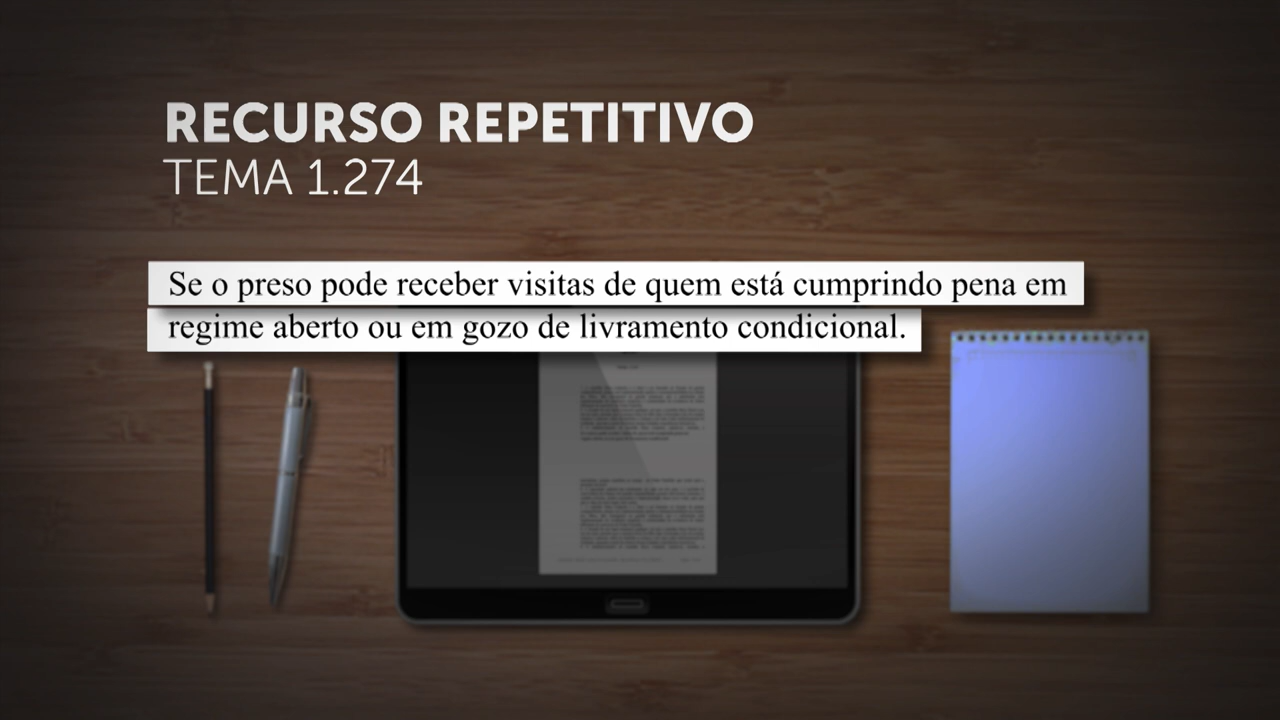 RECURSO REPETITIVO
TEMA 1.274
Se o preso pode receber visitas de quem está cumprindo pena em
regime aberto ou em gozo de livramento condicional.